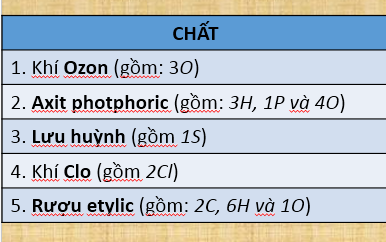 CHẤT
1. Khí Ozon (gồm: 3O)
2. Axit photphoric (gồm: 3H, 1P và 4O)
3. Lưu huỳnh (gồm 1S)
4. Khí Clo (gồm 2Cl)
5. Rượu etylic (gồm: 2C, 6H và 1O)